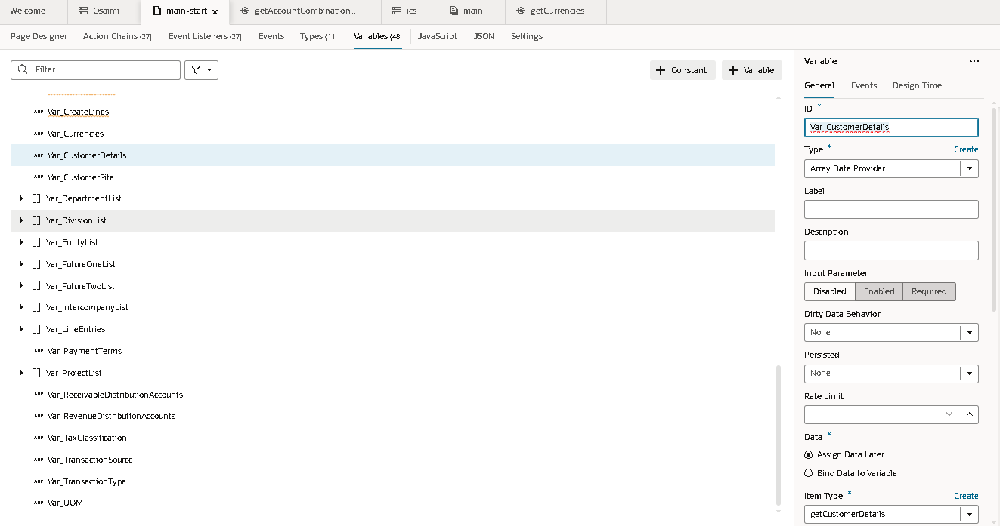 Welcome
Osaimi
main-start
getAccountCombination...
ics
main
getCurrencies
Page Designer
Action Chains (27)
Event Listeners (27)
Events
Types (11)
Variables (48)
JavaScript
JSON
Settings
Filter
Constant
Variable
ADP Var_CreateLines
ADP Var_Currencies
ADP Var_CustomerDetails
ADP Var_CustomerSite
[] Var_DepartmentList
[] Var_DivisionList
[] Var_EntityList
[] Var_FutureOneList
[] Var_FutureTwoList
[] Var_IntercompanyList
[] Var_LineEntries
ADP Var_PaymentTerms
[] Var_ProjectList
ADP Var_ReceivableDistributionAccounts
ADP Var_RevenueDistributionAccounts
ADP Var_TaxClassification
ADP Var_TransactionSource
ADP Var_TransactionType
ADP Var_UOM
Variable
General
Events
Design Time
ID *
Var_CustomerDetails
Type *
Create
Array Data Provider
Label
Description
Input Parameter
Disabled
Enabled
Required
Dirty Data Behavior
None
Persisted
None
Rate Limit
Data *
Assign Data Later
Bind Data to Variable
Item Type *
Create
getCustomerDetails